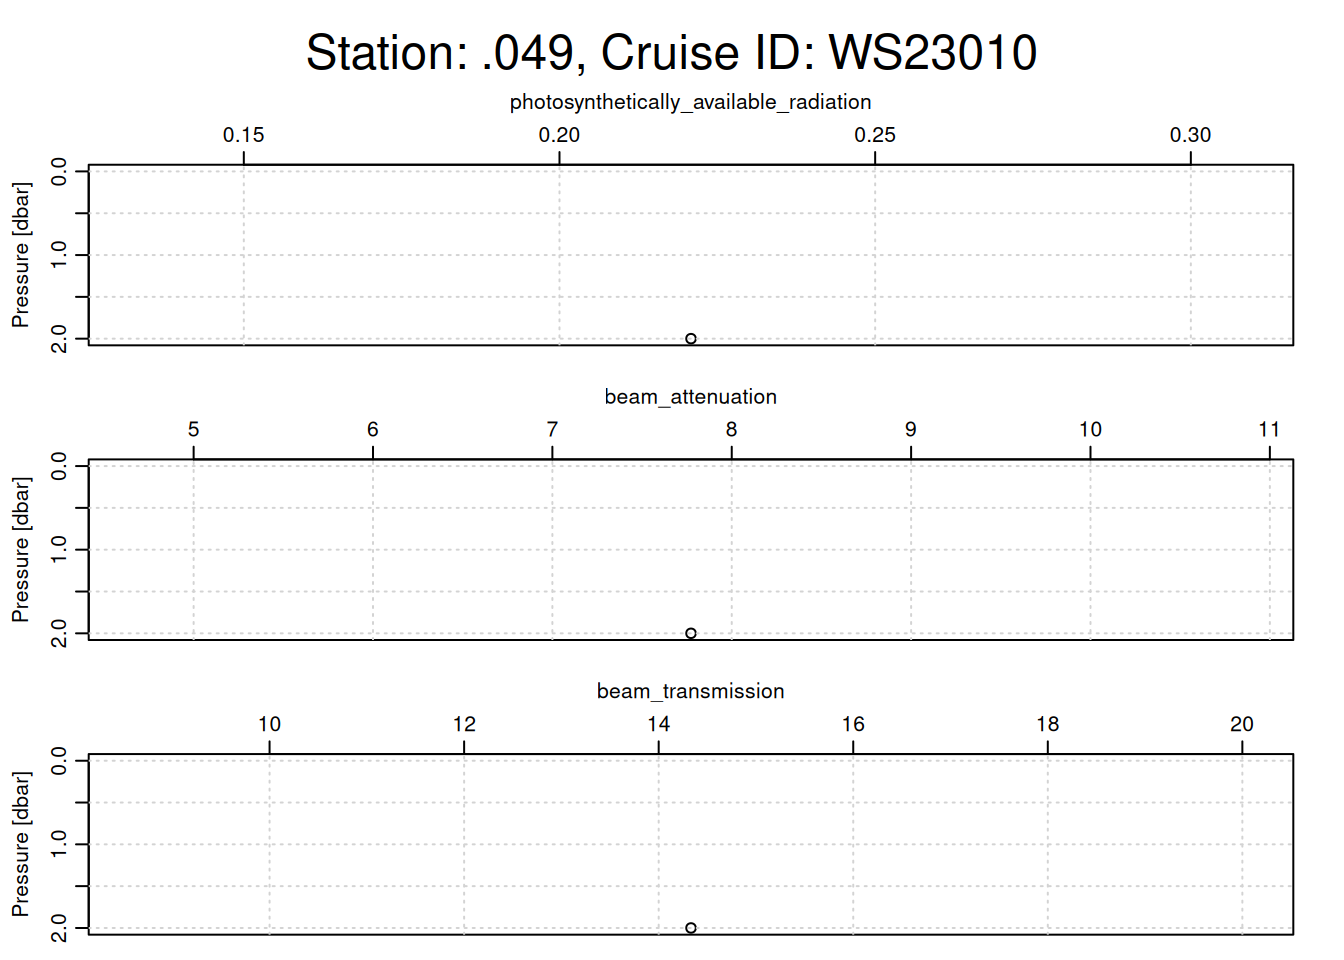 Station: .049, Cruise ID: WS23010
photosynthetically_available_radiation
0.15 0.20 0.25 0.30
Pressure [dbar]
0.0
1.0
2.0
beam_attenuation
5 6 7 8 9 10 11
Pressure [dbar]
0.0
1.0
2.0
beam_transmission
10 12 14 16 18 20
Pressure [dbar]
0.0
1.0
2.0